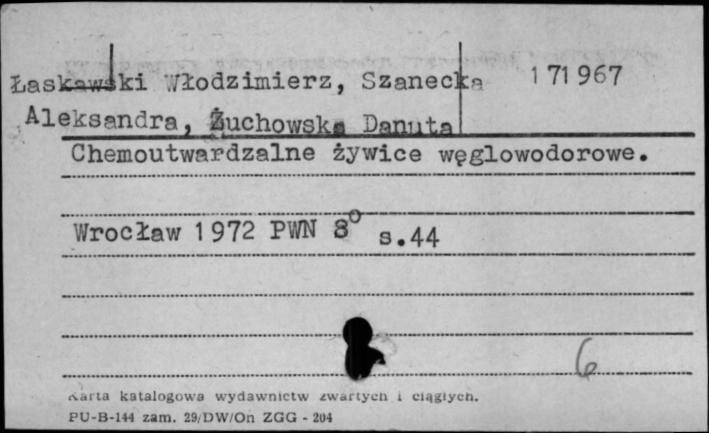 Łaskawski Włodzimierz, Szanecka 171967
Aleksandra, Żuchowska Danuta
Chemoutwardzalne żywice węglowodorowe.
Wrocław 1972 PWN 8° s.44
6
Karta katalogowa wydawnictw zwartych i ciągłych.
PU-B-144 zam. 29/DW/On ZGG - 204